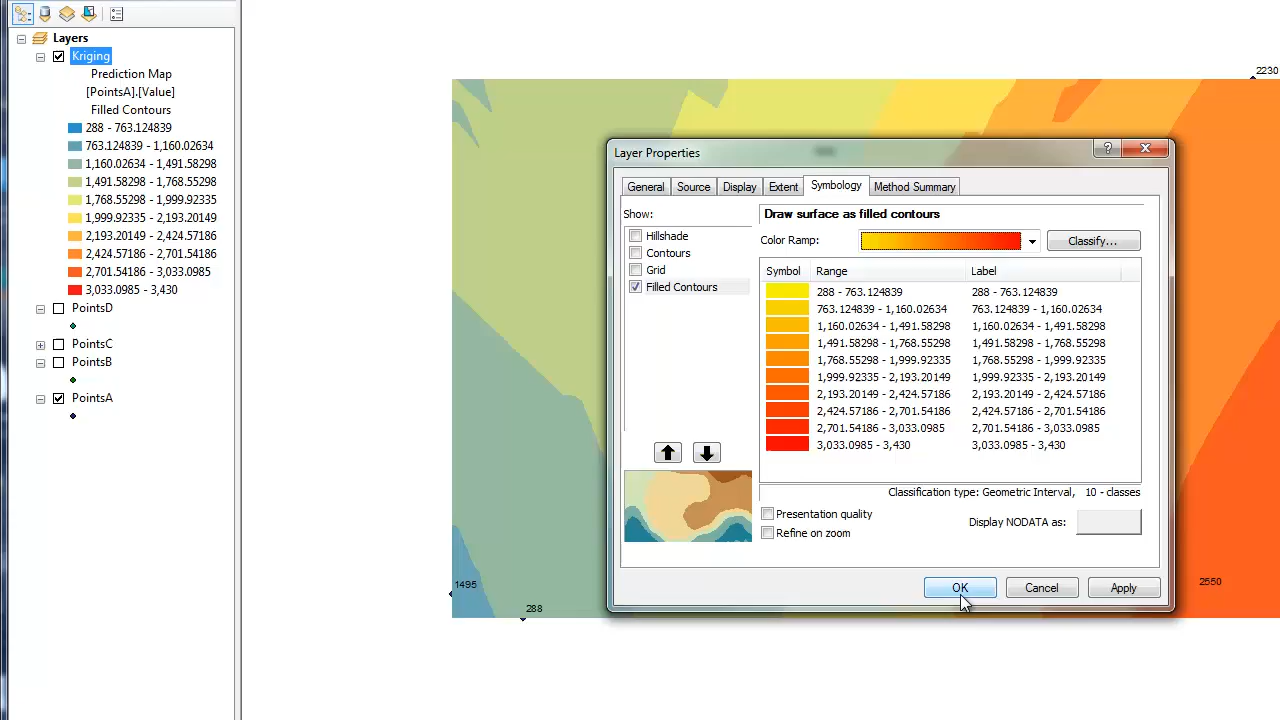 Layers
Kriging
Prediction Map
[PointsA].[Value]
Filled Contours
288 - 763.124839
763.124839 - 1,160.02634
1,160.02634 - 1,491.58298
1,491.58298 - 1,768.55298
1,768.55298 - 1,999.92335
1,999.92335 - 2,193.20149
2,193.20149 - 2,424.57186
2,424.57186 - 2,701.54186
2,701.54186 - 3,033.0985
3,033.0985 - 3,430
PointsD
PointsC
PointsB
PointsA
2230
Layer Properties
General Source Display Extent Symbology Method Summary
Show:
Hillshade
Contours
Grid
Filled Contours
Draw surface as filled contours
Color Ramp: Classify...
Symbol Range Label
288 - 763.124839 288 - 763.124839
763.124839 - 1,160.02634 763.124839 - 1,160.02634
1,160.02634 - 1,491.58298 1,160.02634 - 1,491.58298
1,491.58298 - 1,768.55298 1,491.58298 - 1,768.55298
1,768.55298 - 1,999.92335 1,768.55298 - 1,999.92335
1,999.92335 - 2,193.20149 1,999.92335 - 2,193.20149
2,193.20149 - 2,424.57186 2,193.20149 - 2,424.57186
2,424.57186 - 2,701.54186 2,424.57186 - 2,701.54186
2,701.54186 - 3,033.0985 2,701.54186 - 3,033.0985
3,033.0985 - 3,430 3,033.0985 - 3,430
Classification type: Geometric Interval, 10 - classes
Presentation quality
Refine on zoom
Display NODATA as:
OK Cancel Apply
1495
288
2550